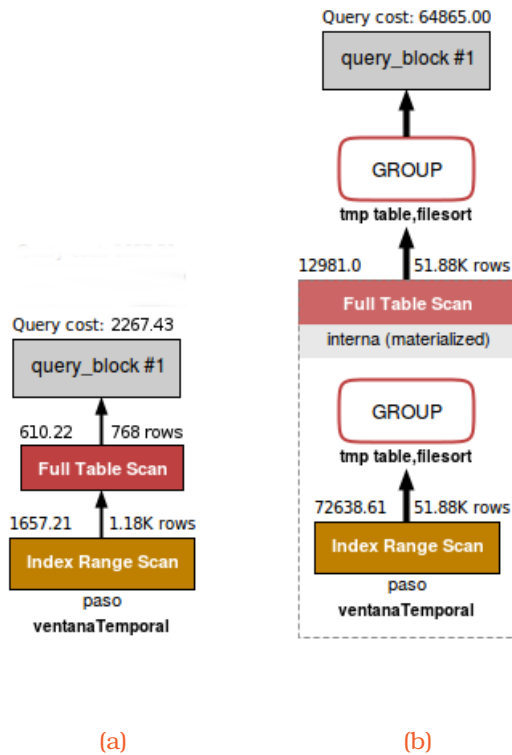 Query cost: 2267.43
query_block #1
610.22 768 rows
Full Table Scan
1657.21 1.18K rows
Index Range Scan
paso
ventanaTemporal
(a)
Query cost: 64865.00
query_block #1
GROUP
tmp table,filesort
12981.0 51.88K rows
Full Table Scan
interna (materialized)
GROUP
tmp table,filesort
72638.61 51.88K rows
Index Range Scan
paso
ventanaTemporal
(b)